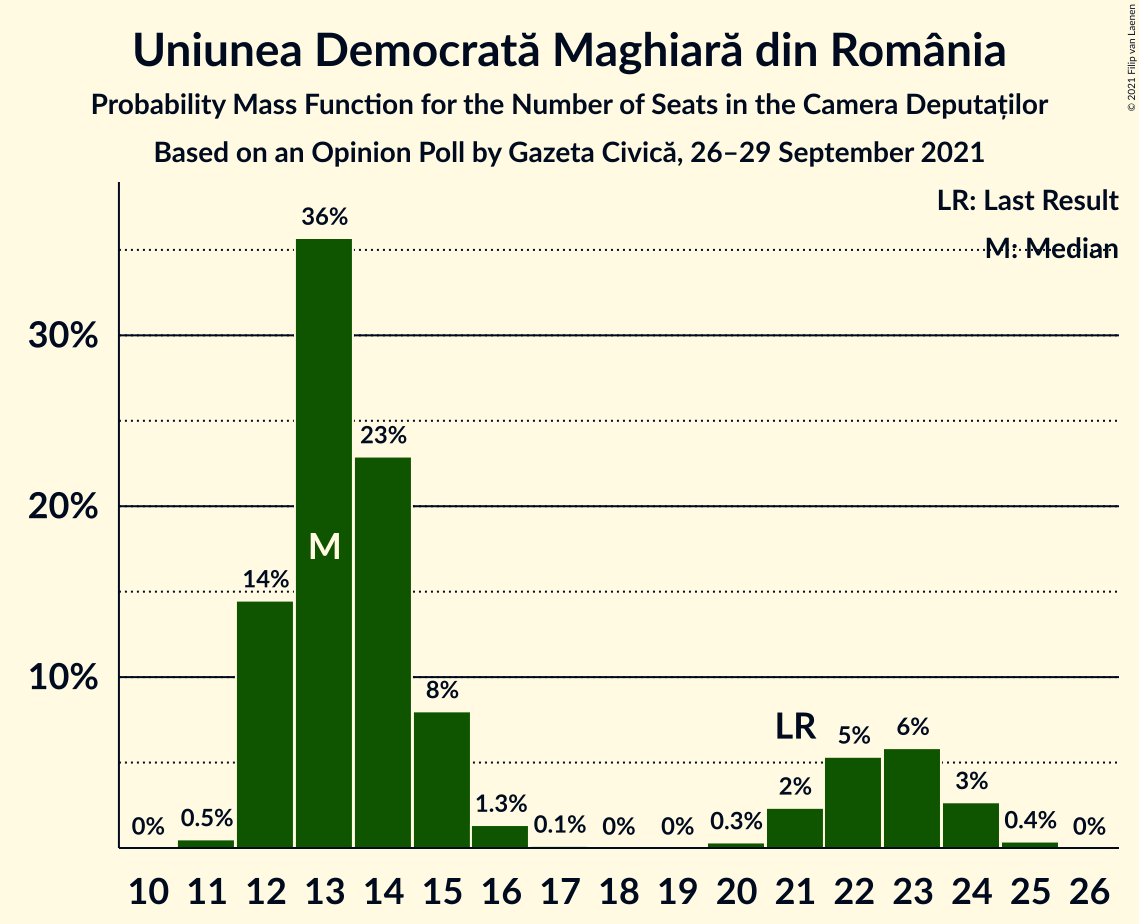 Uniunea Democrată Maghiară din România
Probability Mass Function for the Number of Seats in the Camera Deputaților
Based on an Opinion Poll by Gazeta Civică, 26–29 September 2021
© 2021 Filip van Laenen
LR: Last Result
M: Median
30%
20%
10%
0%
0.5%
14%
36%
M
23%
8%
1.3%
0.1%
0%
0%
0.3%
LR
2%
5%
6%
3%
0.4%
0%
10 11 12 13 14 15 16 17 18 19 20 21 22 23 24 25 26